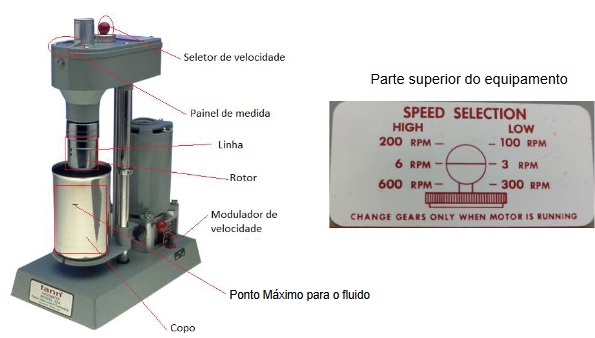 Seletor de velocidade
Painel de medida
Linha
Rotor
Modulador de
velocidade
Ponto Máximo para o fluido
Copo
fann
Parte superior do equipamento
SPEED SELECTION
HIGH LOW
200 RPM 100 RPM
6 RPM 3 RPM
600 RPM 300 RPM
CHANGE GEARS ONLY WHEN MOTOR IS RUNNING